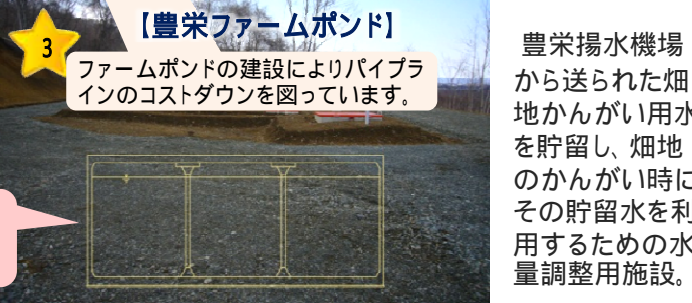 3
【豊栄ファームポンド】
ファームポンドの建設によりパイプラ
インのコストダウンを図っています。
豊栄揚水機場
から送られた畑
地かんがい用水
を貯留し、畑地
のかんがい時に
その貯留水を利
用するための水
量調整用施設。